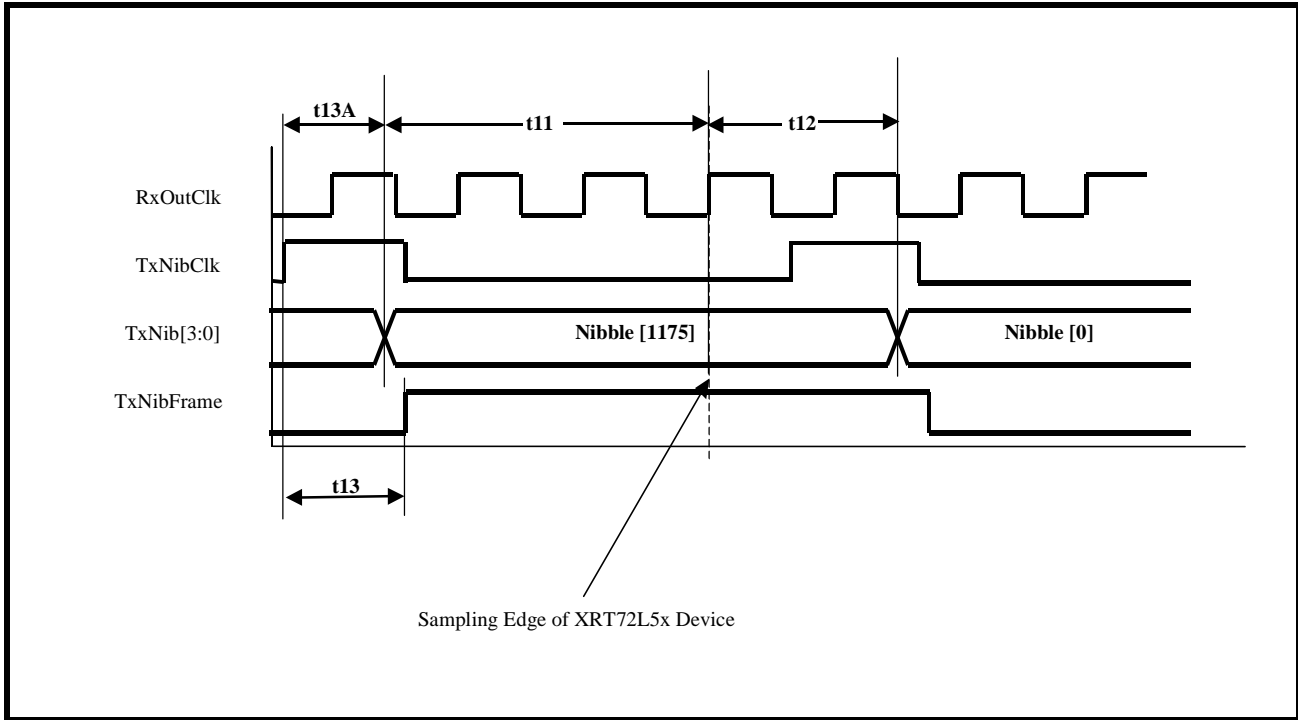 t13A
t11
t12
RxOutClk
TxNibClk
TxNib[3:0]
Nibble [1175]
Nibble [0]
TxNibFrame
t13
Sampling Edge of XRT72L5x Device